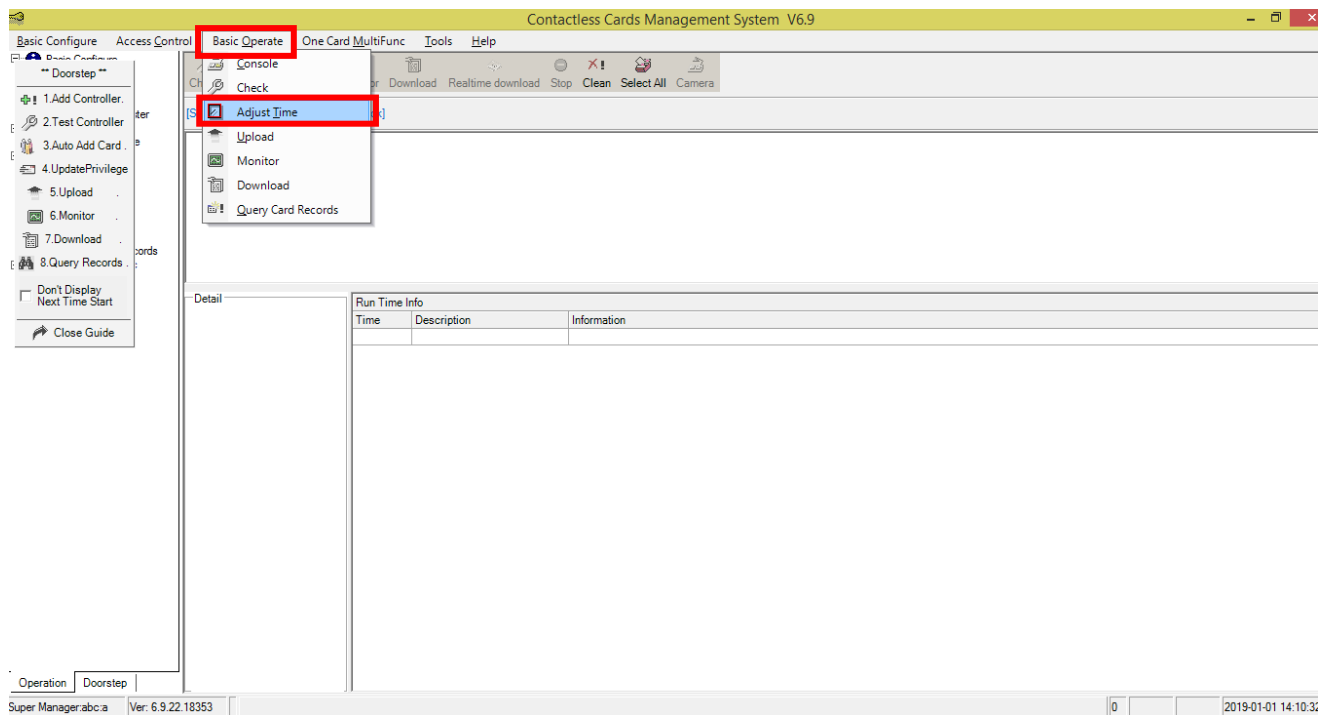 Contactless Cards Management System V6.9
Basic Configure Access Control Basic Operate One Card MultiFunc Tools Help
** Doorstep **
1.Add Controller.
2.Test Controller
3.Auto Add Card .
4.UpdatePrivilege
5.Upload .
6.Monitor .
7.Download .
8.Query Records .
Don't Display
Next Time Start
Close Guide
Console
Check
Adjust Time
Upload
Monitor
Download
Query Card Records
Download Realtime download Stop Clean Select All Camera
Detail
Run Time Info
Time Description Information
Operation Doorstep
Super Manager:abc:a Ver: 6.9.22.18353 0 2019-01-01 14:10:32